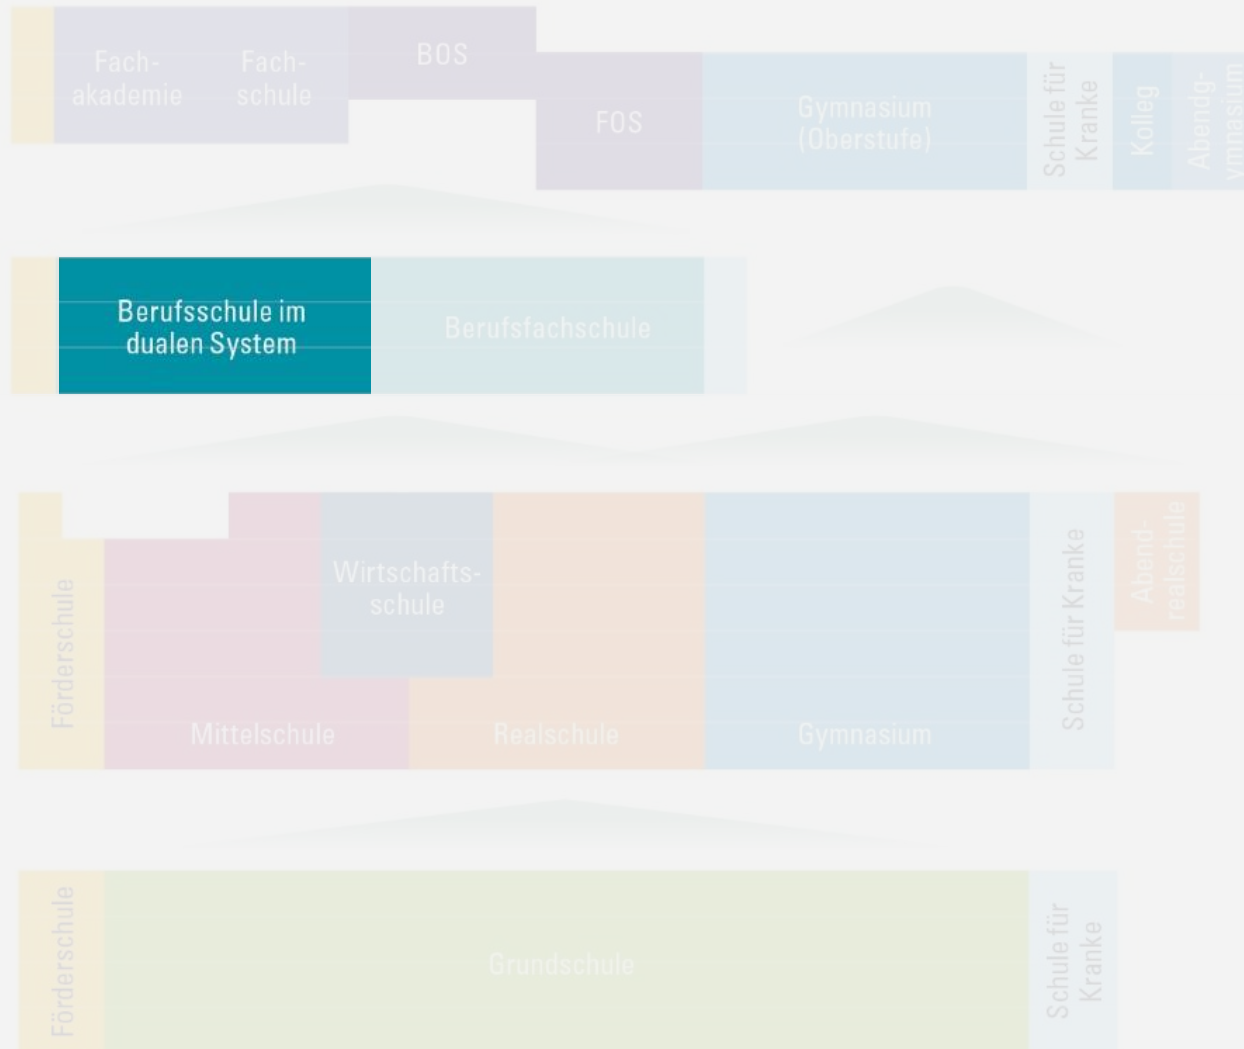 Fach-
akademie
Fach-
schule
BOS
FOS
Gymnasium
(Oberstufe)
Schule für
Kranke
Kolleg
Abendg-
ymnasium
Berufsschule im
dualen System
Berufsfachschule
Förderschule
Mittelschule
Wirtschafts-
schule
Realschule
Gymnasium
Schule für Kranke
Abend-
realschule
Förderschule
Grundschule
Schule für
Kranke